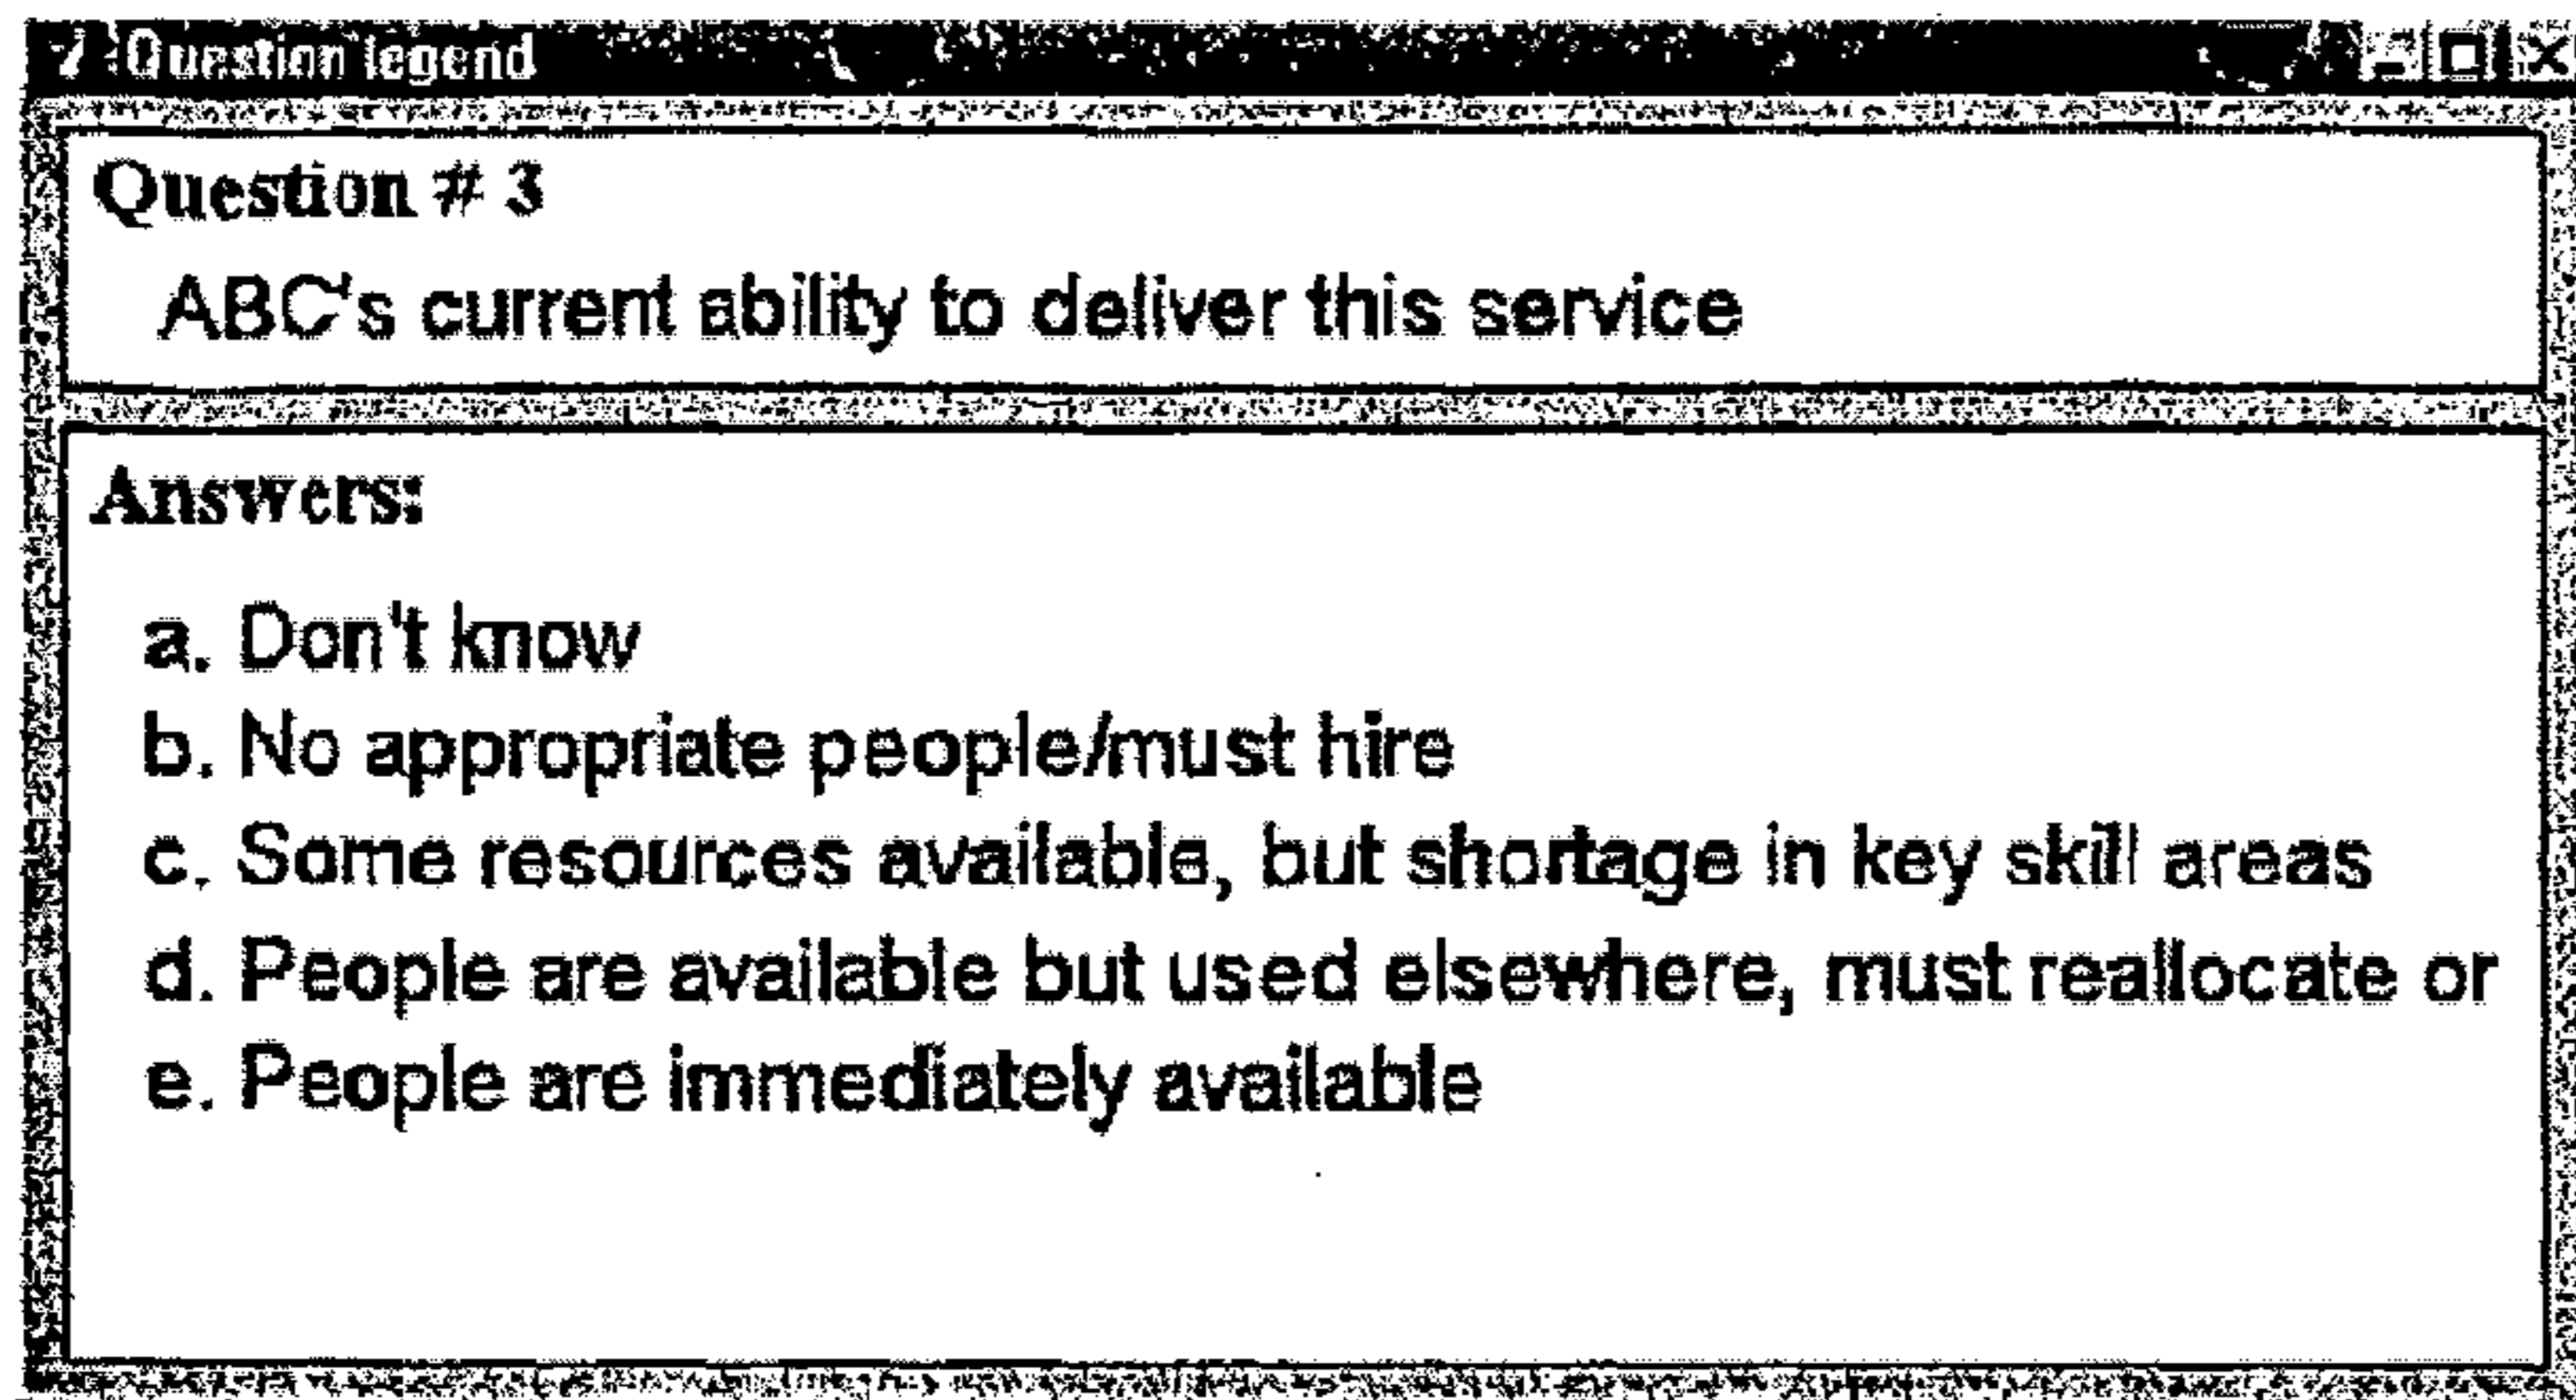 Question legend
Question # 3
ABC's current ability to deliver this service
Answers:
a. Don't know
b. No appropriate people/must hire
c. Some resources available, but shortage in key skill areas
d. People are available but used elsewhere, must reallocate or
e. People are immediately available